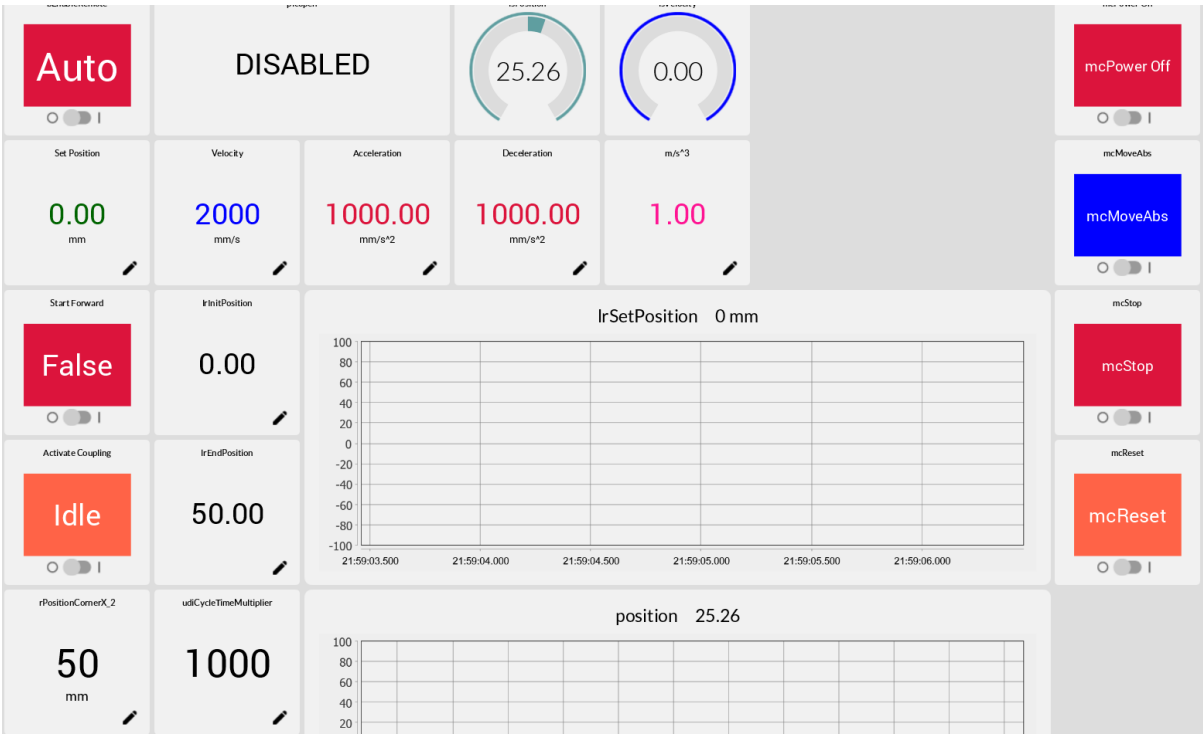 Auto
DISABLED
25.26
0.00
mcPower Off
Set Position
Velocity
Acceleration
Deceleration
m/s^3
mcMoveAbs
0.00
2000
1000.00
1000.00
1.00
mcMoveAbs
mm
mm/s
mm/s^2
mm/s^2
Start Forward
lrInitPosition
lrSetPosition 0 mm
mcStop
False
0.00
mcStop
100
80
60
40
20
0
-20
-40
-60
-80
-100
21:59:03.500 21:59:04.000 21:59:04.500 21:59:05.000 21:59:05.500 21:59:06.000
Activate Coupling
lrEndPosition
mcReset
Idle
50.00
mcReset
rPositionCornerX_2
udiCycleTimeMultiplier
position 25.26
50
1000
mm
100
80
60
40
20